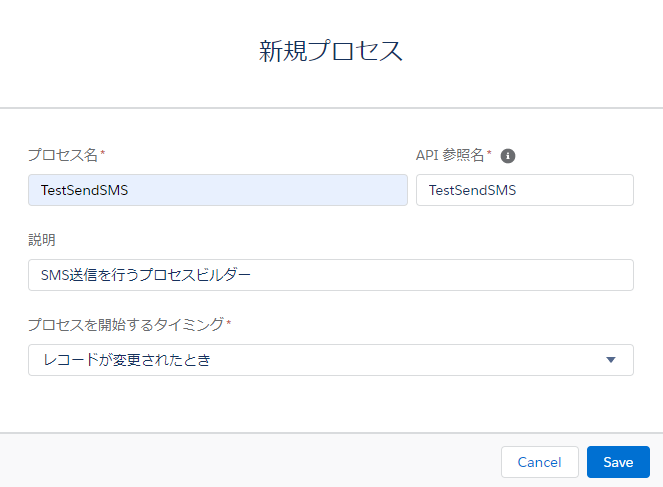 新規プロセス
プロセス名*
API 参照名*
TestSendSMS
TestSendSMS
説明
SMS送信を行うプロセスビルダー
プロセスを開始するタイミング*
レコードが変更されたとき
Cancel
Save